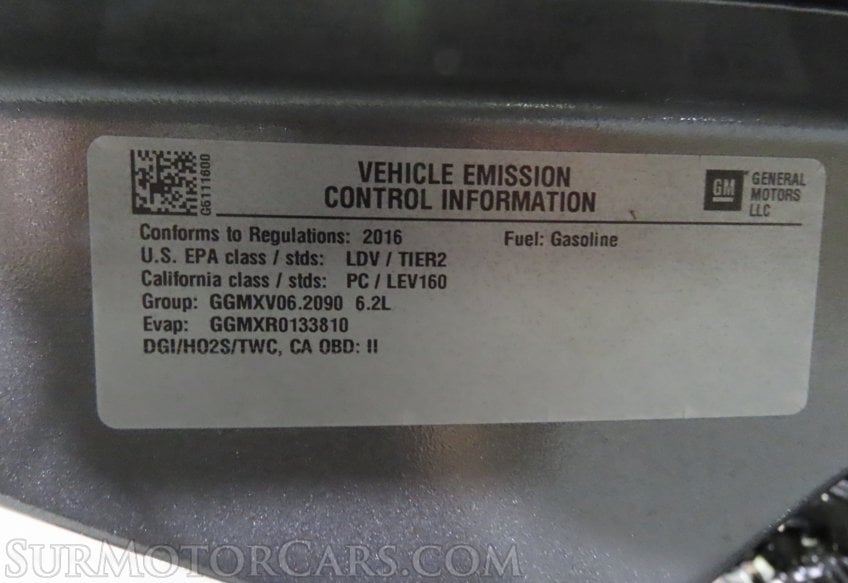 G6111600
VEHICLE EMISSION
CONTROL INFORMATION
GM
GENERAL
MOTORS
LLC
Conforms to Regulations: 2016
Fuel: Gasoline
U.S. EPA class / stds: LDV / TIER2
California class / stds: PC / LEV160
Group: GGMXV06.2090 6.2L
Evap: GGMXR0133810
DGI/HO2S/TWC, CA OBD: II
SurMotorCars.com